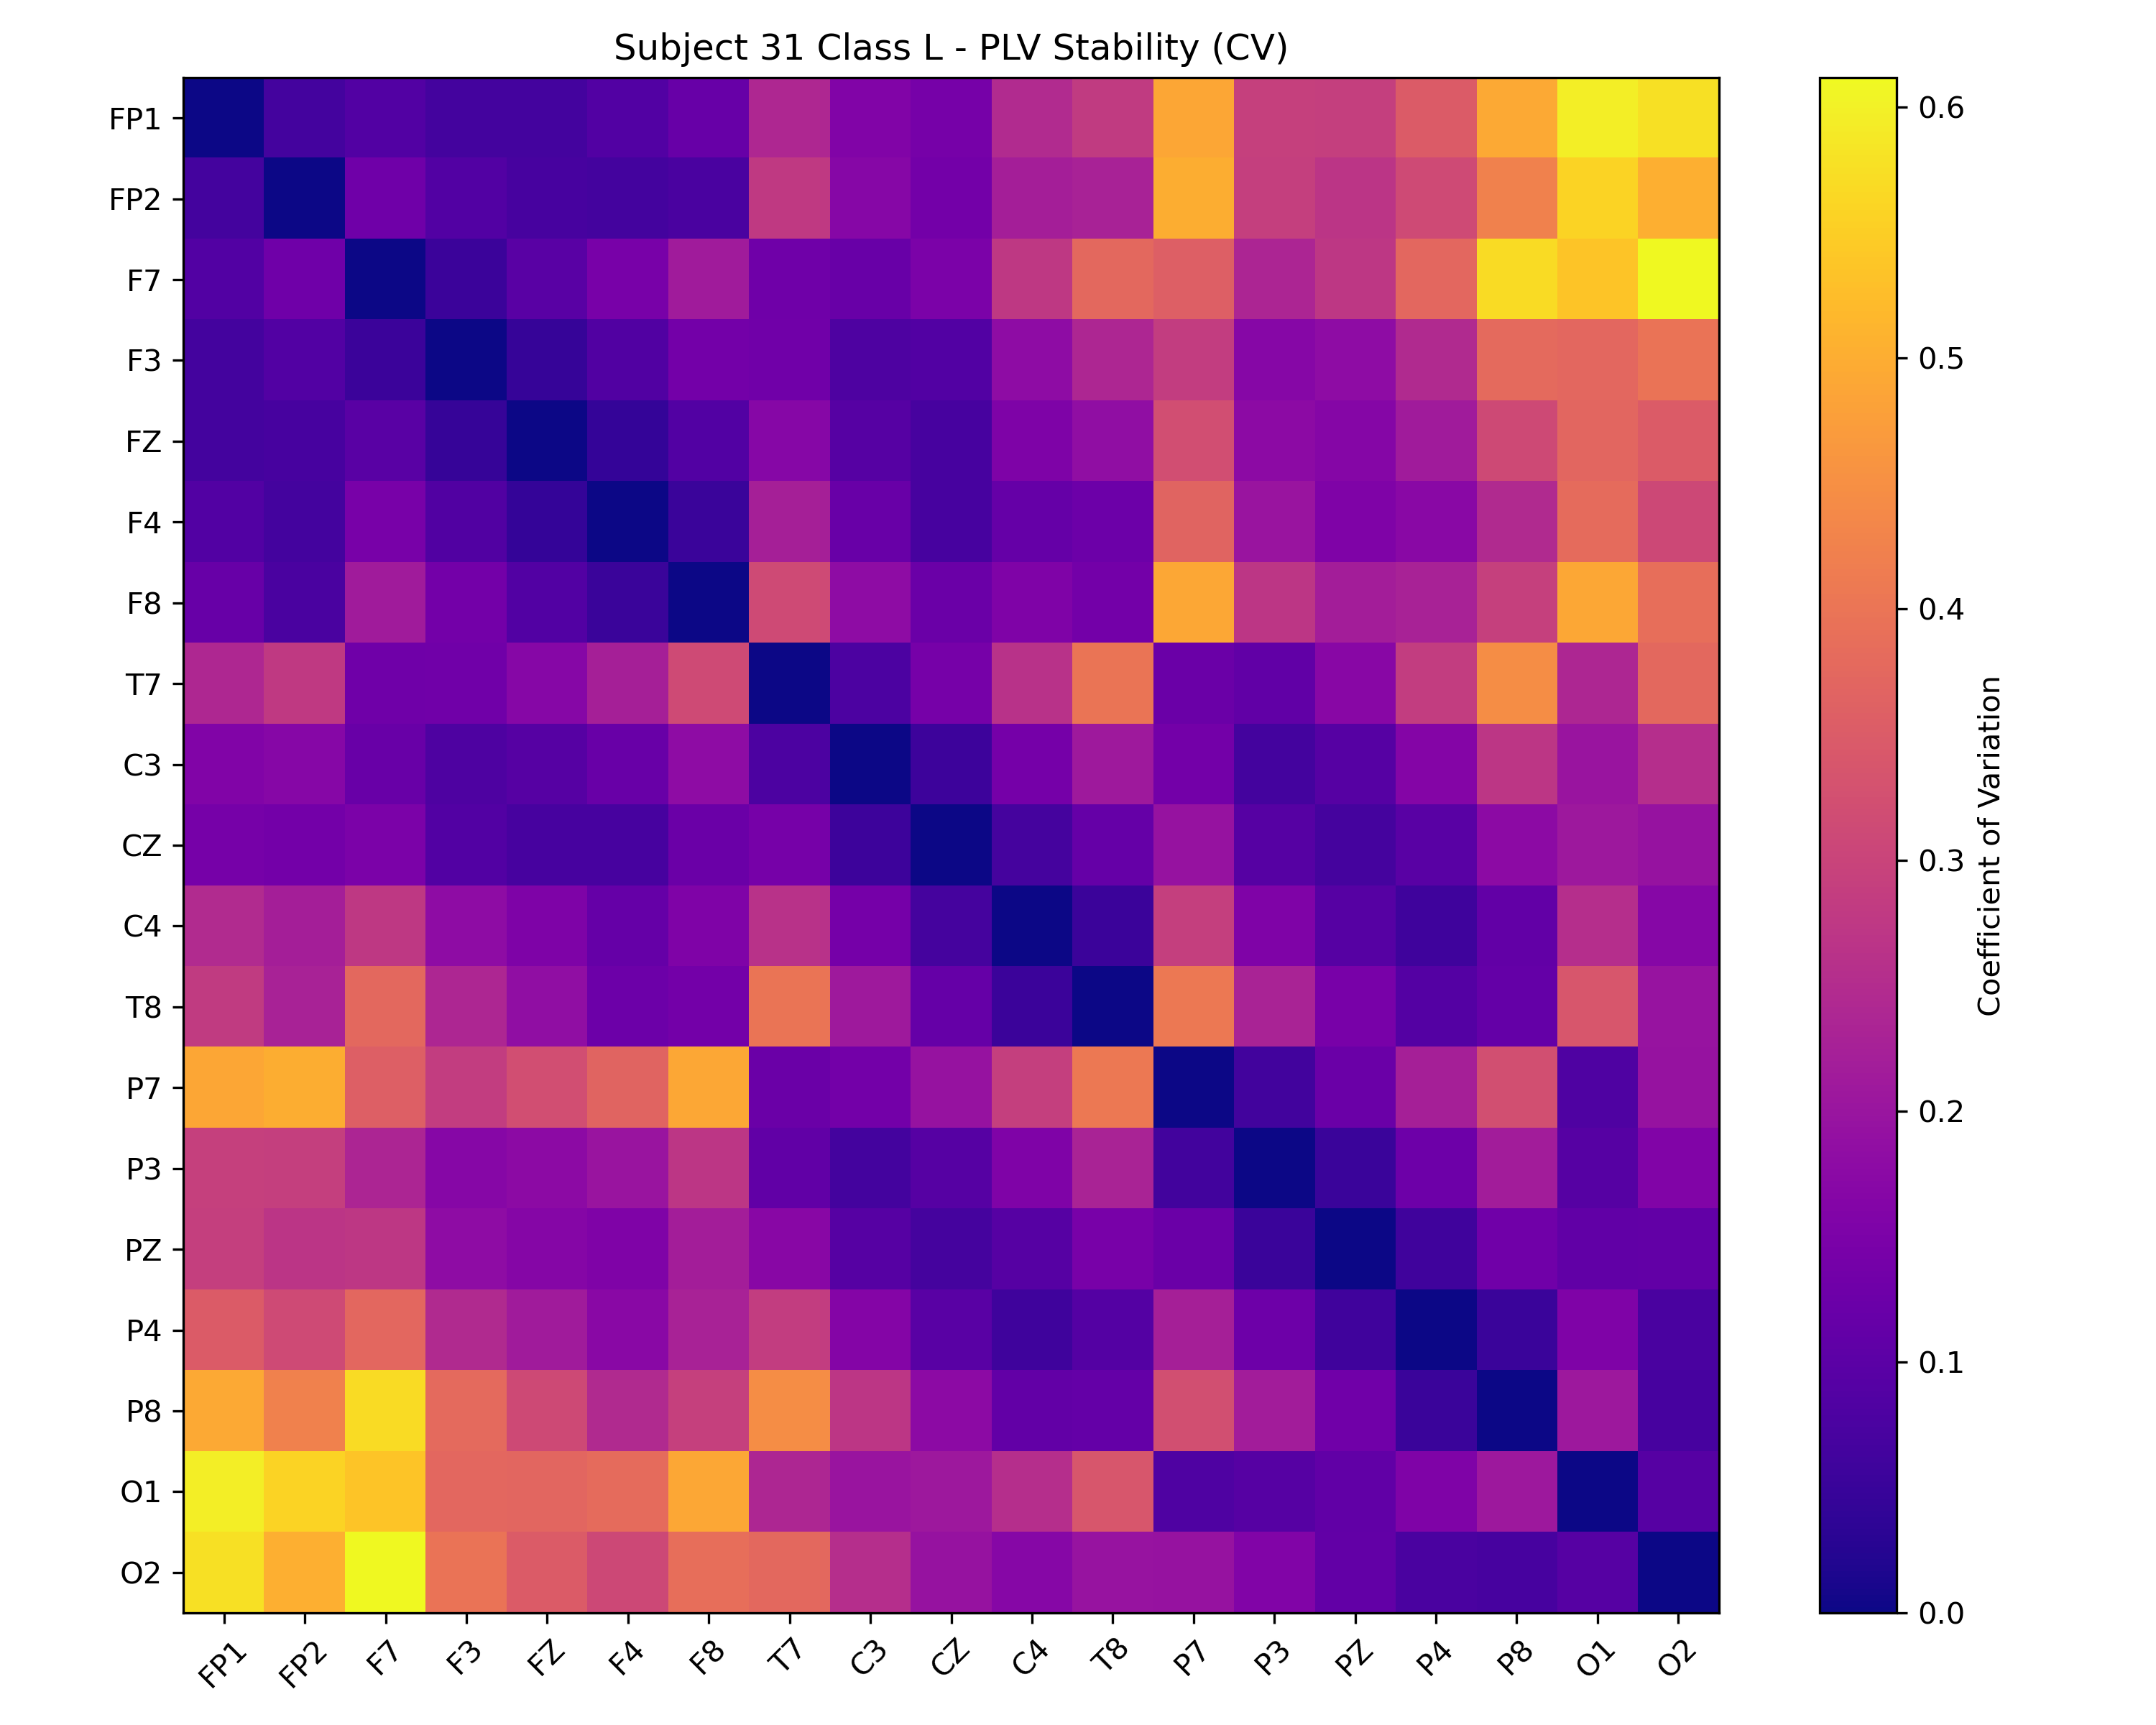 Subject 31 Class L - PLV Stability (CV)
FP1
FP2
F7
F3
FZ
F4
F8
T7
C3
CZ
C4
T8
P7
P3
PZ
P4
P8
O1
O2
FP1 FP2 F7 F3 FZ F4 F8 T7 C3 CZ C4 T8 P7 P3 PZ P4 P8 O1 O2
0.6
0.5
0.4
0.3
0.2
0.1
0.0
Coefficient of Variation